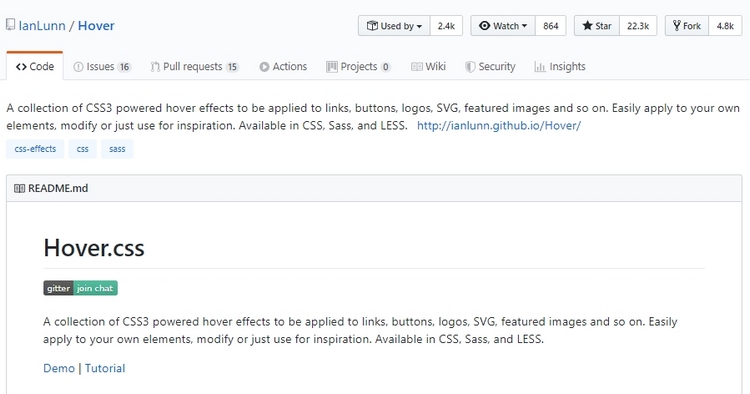 IanLunn / Hover
Used by 2.4k Watch 864 Star 22.3k Fork 4.8k
Code Issues 16 Pull requests 15 Actions Projects 0 Wiki Security Insights
A collection of CSS3 powered hover effects to be applied to links, buttons, logos, SVG, featured images and so on. Easily apply to your own
elements, modify or just use for inspiration. Available in CSS, Sass, and LESS. http://ianlunn.github.io/Hover/
css-effects css sass
README.md
Hover.css
gitter join chat
A collection of CSS3 powered hover effects to be applied to links, buttons, logos, SVG, featured images and so on. Easily
apply to your own elements, modify or just use for inspiration. Available in CSS, Sass, and LESS.
Demo | Tutorial